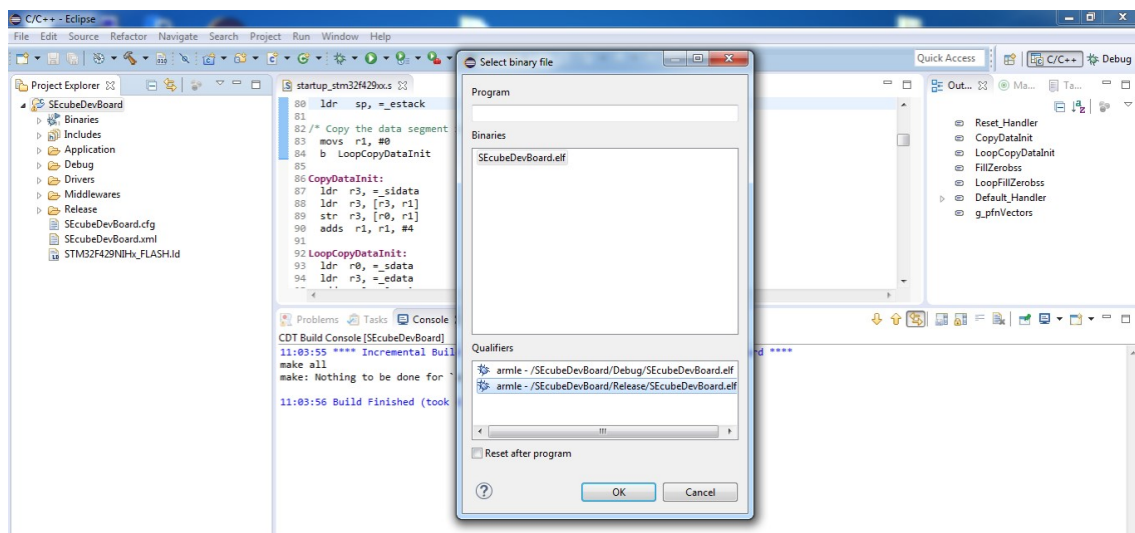 C/C++ - Eclipse
File Edit Source Refactor Navigate Search Project Run Window Help
Quick Access
C/C++
Debug
Project Explorer
SEcubeDevBoard
Binaries
Includes
Application
Debug
Drivers
Middlewares
Release
SEcubeDevBoard.cfg
SEcubeDevBoard.xml
STM32F429NIHx_FLASH.ld
startup_stm32f429xx.s
80 ldr sp, =_estack
81
82 /* Copy the data segment
83 movs r1, #0
84 b LoopCopyDataInit
85
86 CopyDataInit:
87 ldr r3, =_sidata
88 ldr r3, [r3, r1]
89 str r3, [r0, r1]
90 adds r1, r1, #4
91
92 LoopCopyDataInit:
93 ldr r0, =_sdata
94 ldr r3, =_edata
Problems Tasks Console
CDT Build Console [SEcubeDevBoard]
11:03:55 **** Incremental Buil
rd ****
make all
make: Nothing to be done for `
11:03:56 Build Finished (took
Select binary file
Program
Binaries
SEcubeDevBoard.elf
Qualifiers
armle - /SEcubeDevBoard/Debug/SEcubeDevBoard.elf
armle - /SEcubeDevBoard/Release/SEcubeDevBoard.elf
Reset after program
OK Cancel
Out... Ma... Ta...
Reset_Handler
CopyDataInit
LoopCopyDataInit
FillZerobss
LoopFillZerobss
Default_Handler
g_pfnVectors